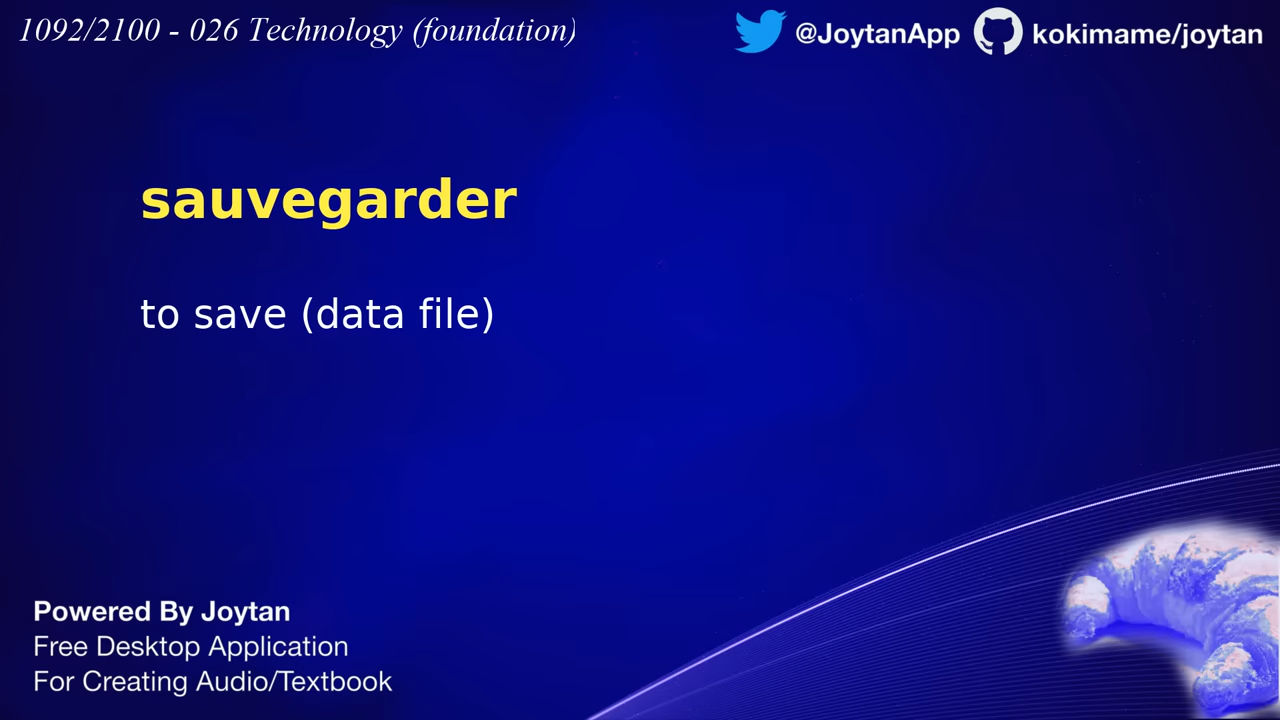 1092/2100 - 026 Technology (foundation)
@JoytanApp kokimame/joytan
sauvegarder
to save (data file)
Powered By Joytan
Free Desktop Application
For Creating Audio/Textbook